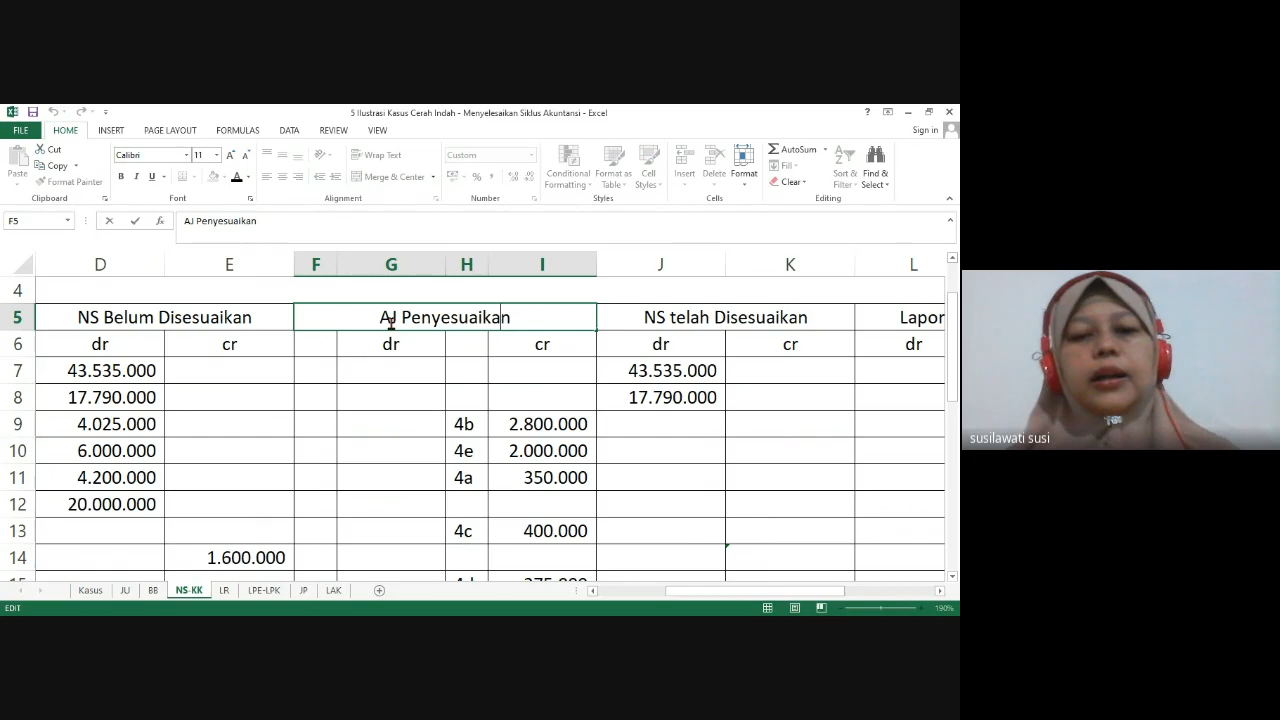 5 Ilustrasi Kasus Cerah Indah - Menyelesaikan Siklus Akuntansi - Excel
FILE HOME INSERT PAGE LAYOUT FORMULAS DATA REVIEW VIEW Sign in
Cut
Copy
Format Painter
Paste
Calibri 11
B I U
Wrap Text
Merge & Center
Custom
Conditional Formatting
Format as Table
Cell Styles
Insert Delete Format
AutoSum
Fill
Clear
Sort & Filter
Find & Select
Clipboard Font Alignment Number Styles Cells Editing
F5 fx AJ Penyesuaikan
D E F G H I J K L
4
5 NS Belum Disesuaikan AJ Penyesuaikan NS telah Disesuaikan Lapor
6 dr cr dr cr dr cr dr
7 43.535.000 43.535.000
8 17.790.000 17.790.000
9 4.025.000 4b 2.800.000
10 6.000.000 4e 2.000.000
11 4.200.000 4a 350.000
12 20.000.000
13 4c 400.000
14 1.600.000
Kasus JU BB NS-KK LR LPE-LPK JP LAK
EDIT 190%
susilawati susi